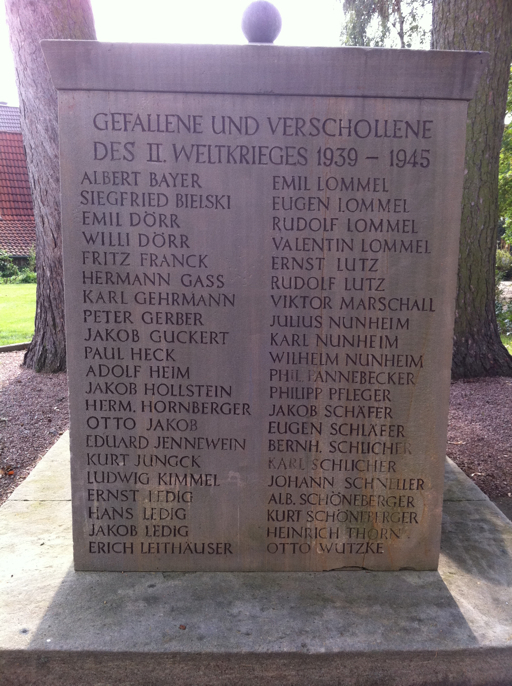 GEFALLENE UND VERSCHOLLENE
DES II. WELTKRIEGES 1939 – 1945
ALBERT BAYER
SIEGFRIED BIELSKI
EMIL DÖRR
WILLI DÖRR
FRITZ FRANCK
HERMANN GASS
KARL GEHRMANN
PETER GERBER
JAKOB GUCKERT
PAUL HECK
ADOLF HEIM
JAKOB HOLLSTEIN
HERM. HORNBERGER
OTTO JAKOB
EDUARD JENNEWEIN
KURT JUNGCK
LUDWIG KIMMEL
ERNST LEDIG
HANS LEDIG
JAKOB LEDIG
ERICH LEITHÄUSER
EMIL LOMMEL
EUGEN LOMMEL
RUDOLF LOMMEL
VALENTIN LOMMEL
ERNST LUTZ
RUDOLF LUTZ
VIKTOR MARSCHALL
JULIUS NUNHEIM
KARL NUNHEIM
WILHELM NUNHEIM
PHIL. PANNEBECKER
PHILIPP PFLEGER
JAKOB SCHÄFER
EUGEN SCHLÄFER
BERNH. SCHLICHER
KARL SCHLICHER
JOHANN SCHNELLER
ALB. SCHÖNEBERGER
KURT SCHÖNEBERGER
HEINRICH THÖRN
OTTO WUTZKE